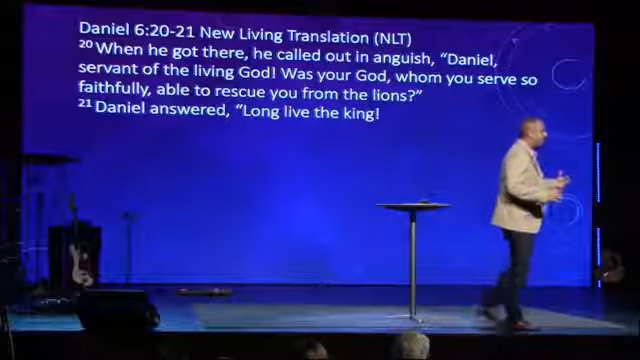 Daniel 6:20-21 New Living Translation (NLT)
20 When he got there, he called out in anguish, “Daniel,
servant of the living God! Was your God, whom you serve so
faithfully, able to rescue you from the lions?”
21 Daniel answered, “Long live the king!